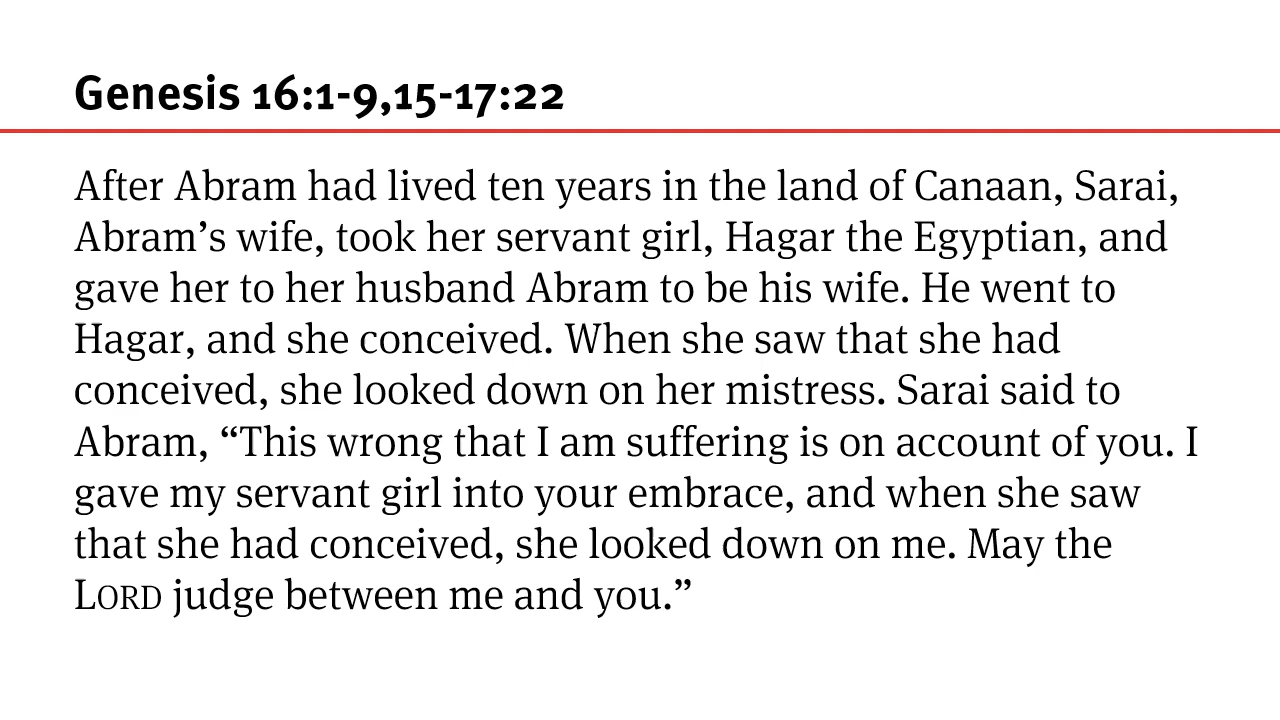 Genesis 16:1-9,15-17:22
After Abram had lived ten years in the land of Canaan, Sarai,
Abram’s wife, took her servant girl, Hagar the Egyptian, and
gave her to her husband Abram to be his wife. He went to
Hagar, and she conceived. When she saw that she had
conceived, she looked down on her mistress. Sarai said to
Abram, “This wrong that I am suffering is on account of you. I
gave my servant girl into your embrace, and when she saw
that she had conceived, she looked down on me. May the
LORD judge between me and you.”